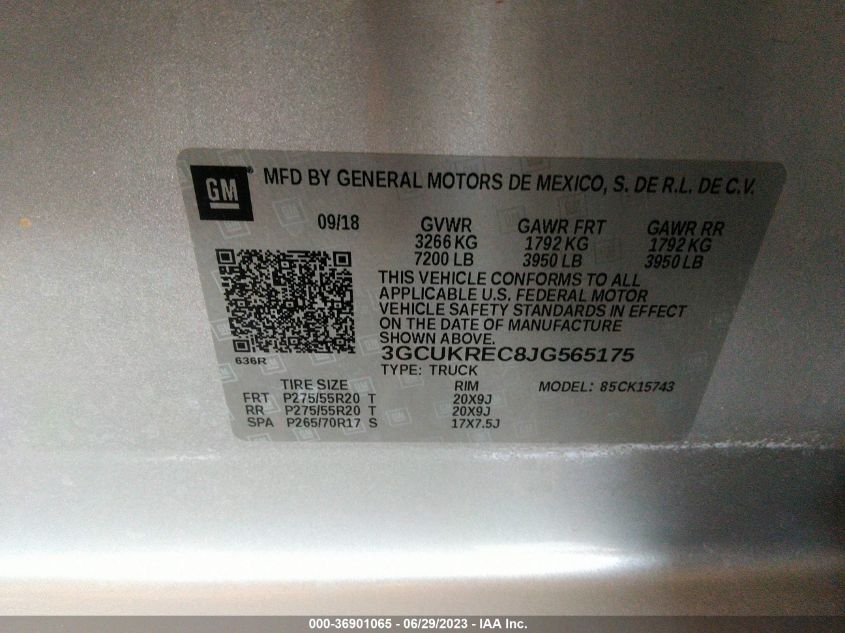 GM® MFD BY GENERAL MOTORS DE MEXICO, S. DE R.L. DE C.V.
09/18 GVWR GAWR FRT GAWR RR
3266 KG 1792 KG 1792 KG
7200 LB 3950 LB 3950 LB
THIS VEHICLE CONFORMS TO ALL
APPLICABLE U.S. FEDERAL MOTOR
VEHICLE SAFETY STANDARDS IN EFFECT
ON THE DATE OF MANUFACTURE
SHOWN ABOVE.
3GCUKREC8JG565175
636R
TYPE: TRUCK
TIRE SIZE RIM MODEL: 85CK15743
FRT P275/55R20 T 20X9J
RR P275/55R20 T 20X9J
SPA P265/70R17 S 17X7.5J
000-36901065 - 06/29/2023 - IAA Inc.